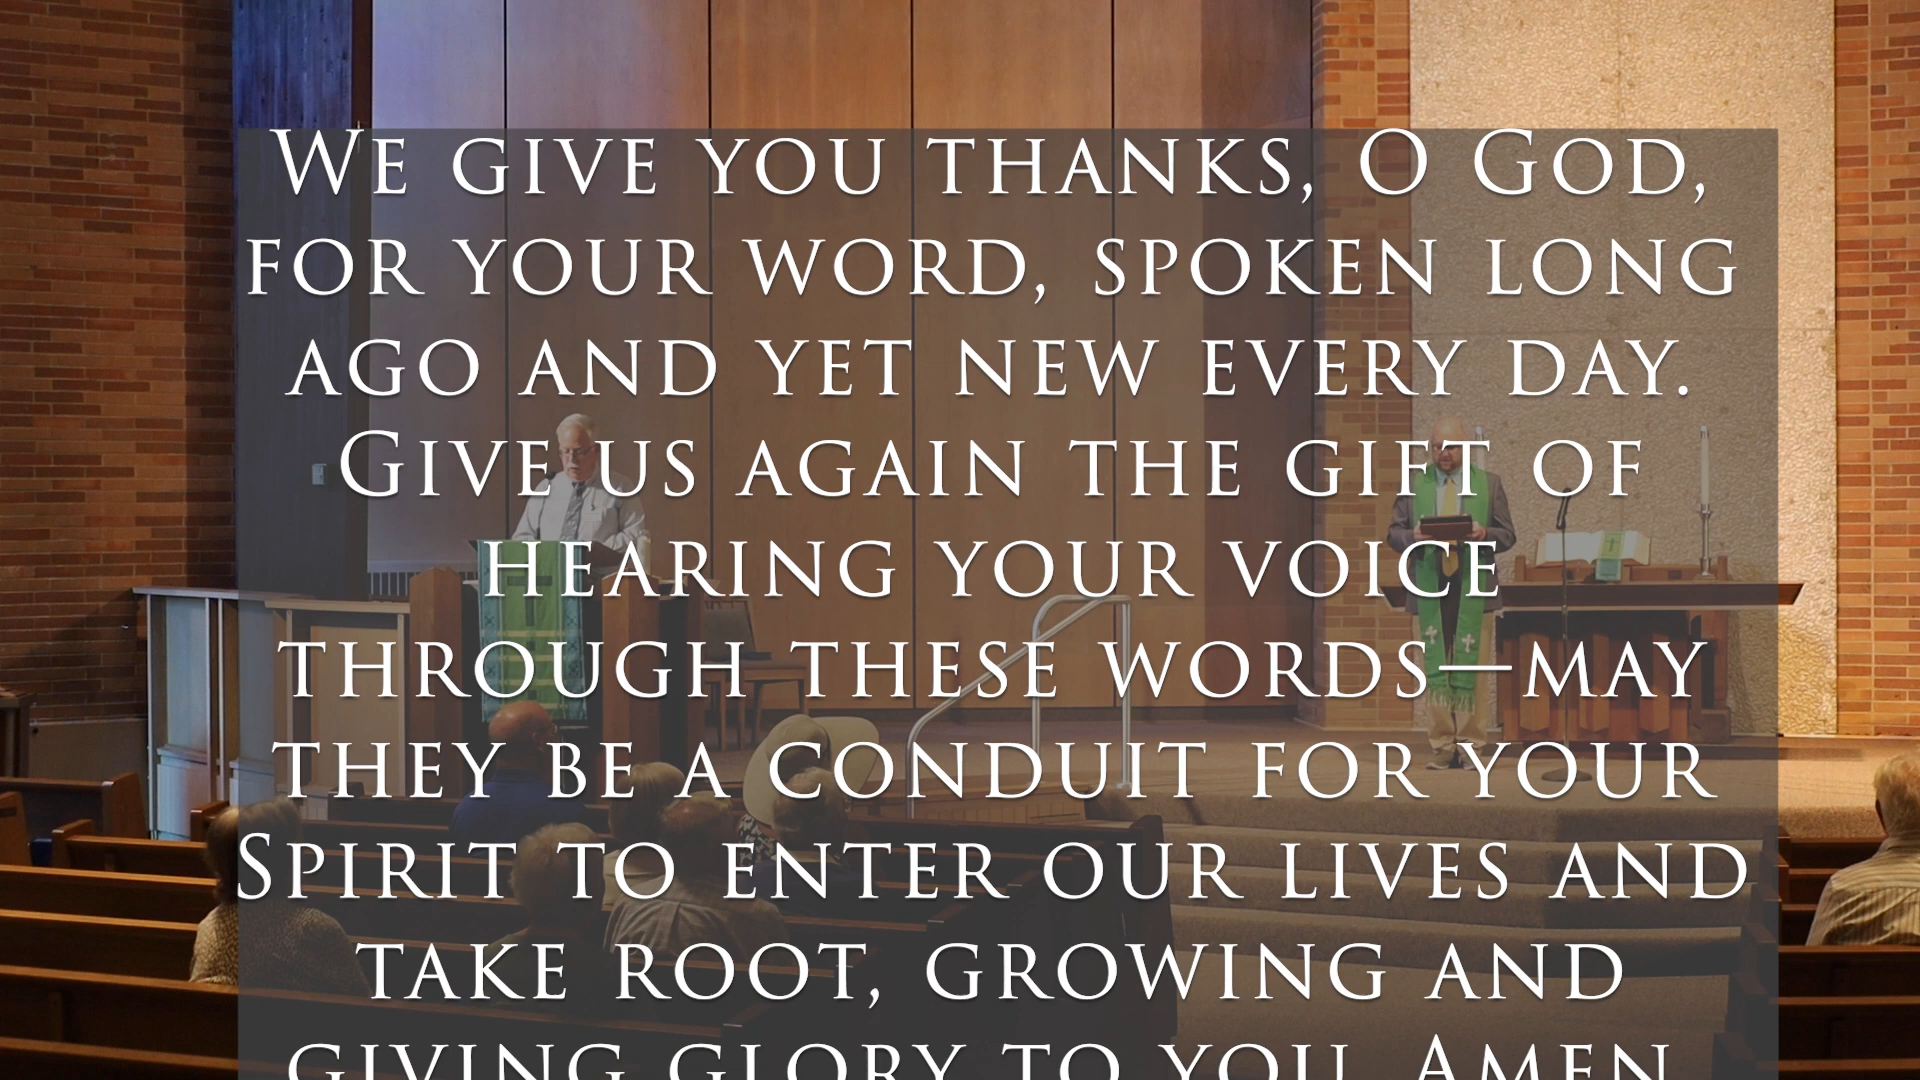 We give you thanks, O God,
for your word, spoken long
ago and yet new every day.
Give us again the gift of
hearing your voice
through these words—may
they be a conduit for your
Spirit to enter our lives and
take root, growing and
giving glory to you. Amen